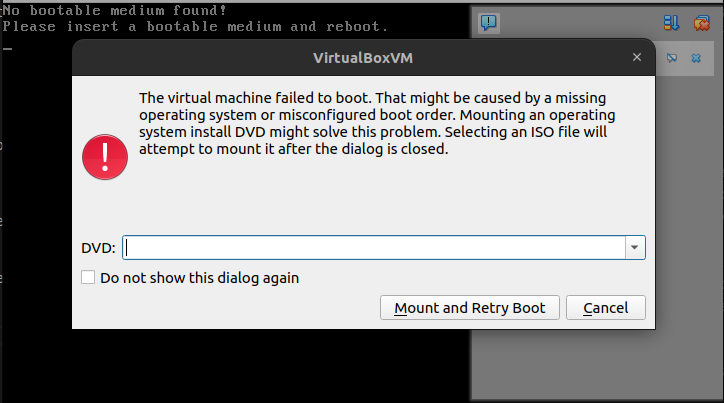 No bootable medium found!
Please insert a bootable medium and reboot.
_
VirtualBoxVM
The virtual machine failed to boot. That might be caused by a missing
operating system or misconfigured boot order. Mounting an operating
system install DVD might solve this problem. Selecting an ISO file will
attempt to mount it after the dialog is closed.
DVD:
Do not show this dialog again
Mount and Retry Boot
Cancel